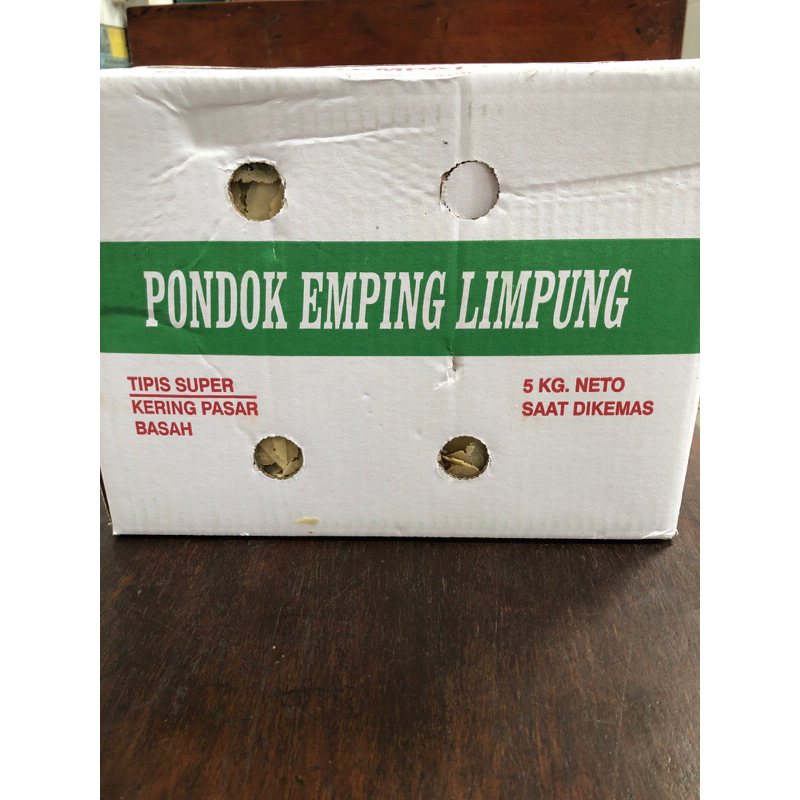 PONDOK EMPING LIMPUNG
TIPIS SUPER
KERING PASAR
BASAH
5 KG. NETO
SAAT DIKEMAS